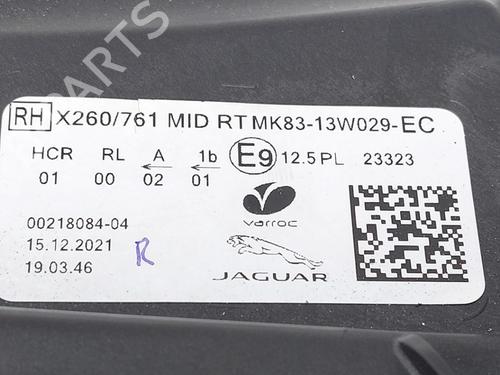 PARTS
RH X260/761 MID RT MK83-13W029-EC
HCR RL A 1b E9 12.5 PL 23323
01 00 02 01
00218084-04
15.12.2021 R
19.03.46
varroc
JAGUAR